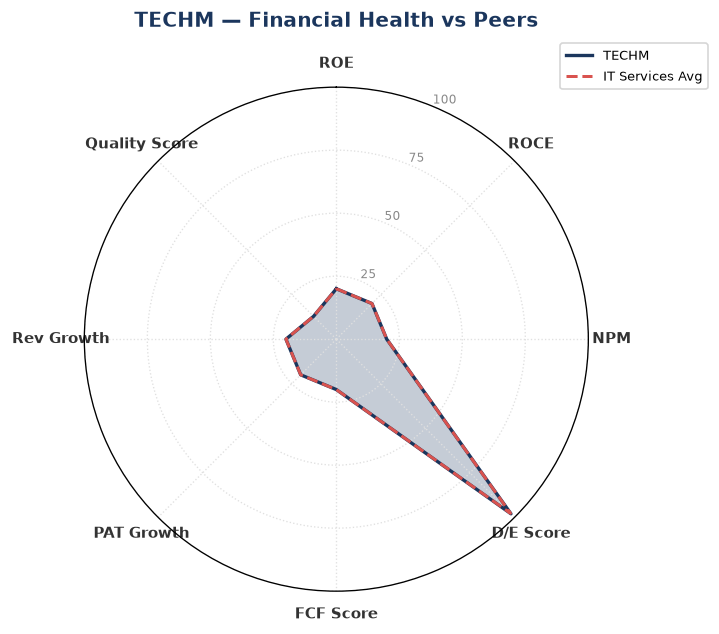 TECHM — Financial Health vs Peers
TECHM
IT Services Avg
ROE
100
ROCE
Quality Score
75
50
25
Rev Growth
NPM
PAT Growth
D/E Score
FCF Score